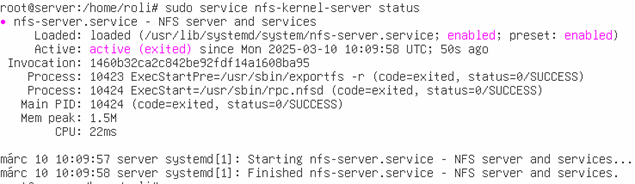 root@server:/home/roli# sudo service nfs-kernel-server status
● nfs-server.service - NFS server and services
Loaded: loaded (/usr/lib/systemd/system/nfs-server.service; enabled; preset: enabled)
Active: active (exited) since Mon 2025-03-10 10:09:58 UTC; 50s ago
Invocation: 1460b32ca2c842be92fdf14a1608ba95
Process: 10423 ExecStartPre=/usr/sbin/exportfs -r (code=exited, status=0/SUCCESS)
Process: 10424 ExecStart=/usr/sbin/rpc.nfsd (code=exited, status=0/SUCCESS)
Main PID: 10424 (code=exited, status=0/SUCCESS)
Mem peak: 1.5M
CPU: 22ms
márc 10 10:09:57 server systemd[1]: Starting nfs-server.service - NFS server and services...
márc 10 10:09:58 server systemd[1]: Finished nfs-server.service - NFS server and services.
root@server:/home/roli#